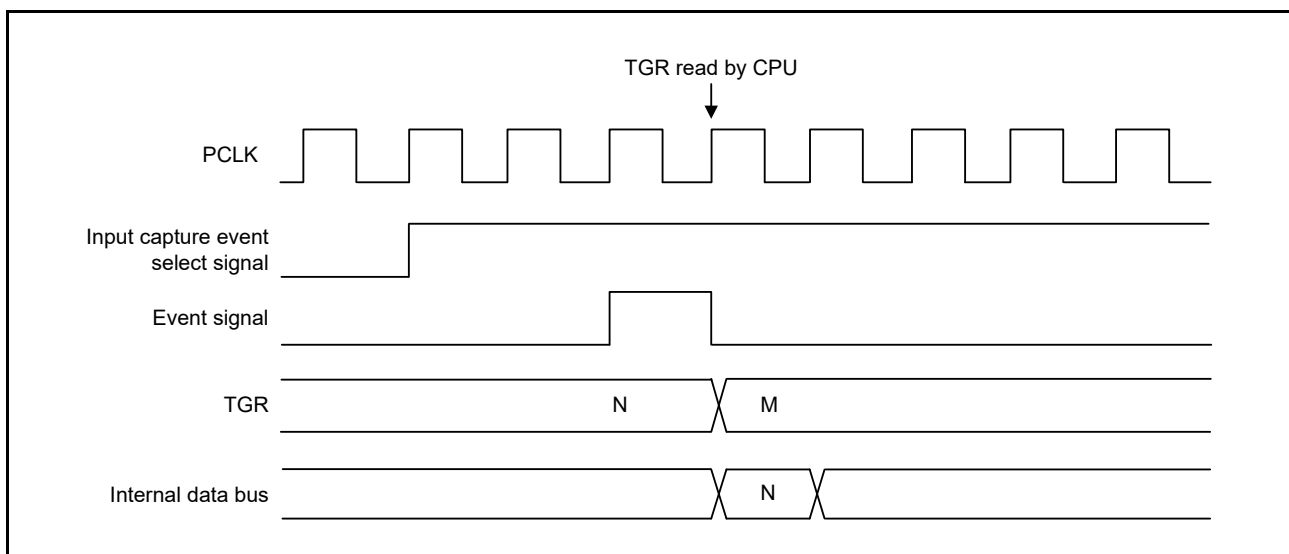 TGR read by CPU
PCLK
Input capture event
select signal
Event signal
TGR
N
M
Internal data bus
N